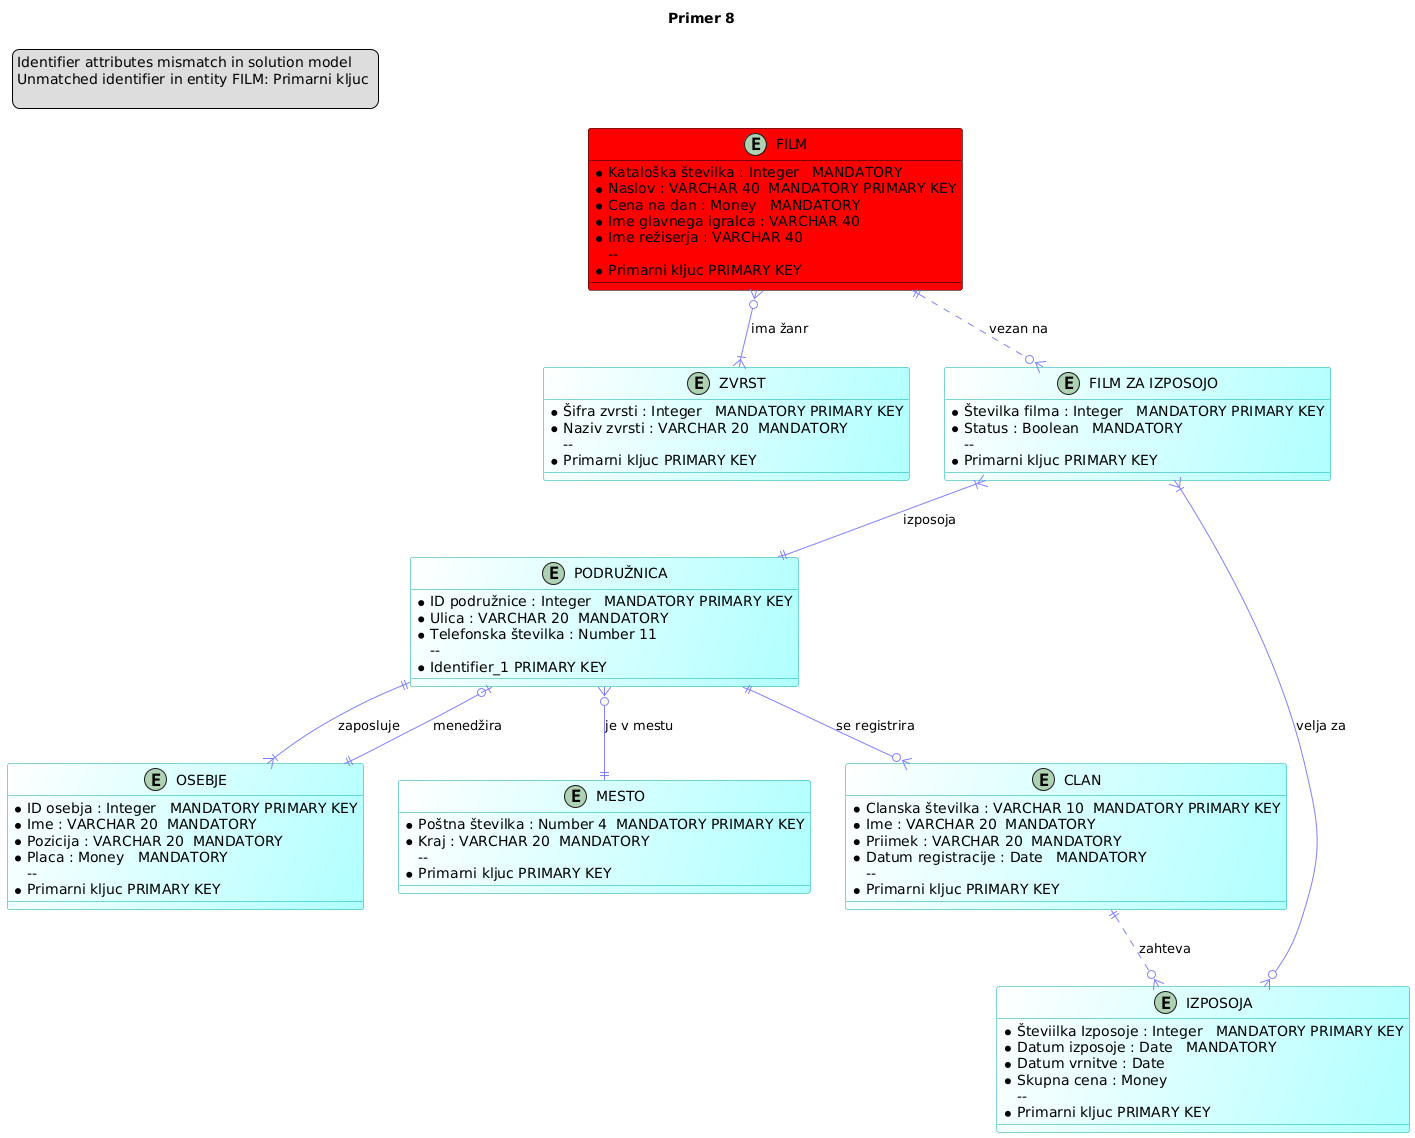 Primer 8
Identifier attributes mismatch in solution model
Unmatched identifier in entity FILM: Primarni kljuc
E FILM
Kataloška številka : Integer   MANDATORY
Naslov : VARCHAR 40  MANDATORY PRIMARY KEY
Cena na dan : Money   MANDATORY
Ime glavnega igralca : VARCHAR 40
Ime režiserja : VARCHAR 40
--
Primarni kljuc PRIMARY KEY
ima žanr
vezan na
E ZVRST
Šifra zvrsti : Integer   MANDATORY PRIMARY KEY
Naziv zvrsti : VARCHAR 20  MANDATORY
--
Primarni kljuc PRIMARY KEY
E FILM ZA IZPOSOJO
Številka filma : Integer   MANDATORY PRIMARY KEY
Status : Boolean   MANDATORY
--
Primarni kljuc PRIMARY KEY
izposoja
E PODRUŽNICA
ID podružnice : Integer   MANDATORY PRIMARY KEY
Ulica : VARCHAR 20  MANDATORY
Telefonska številka : Number 11
--
Identifier_1 PRIMARY KEY
zaposluje
menedžira
je v mestu
se registrira
velja za
E OSEBJE
ID osebja : Integer   MANDATORY PRIMARY KEY
Ime : VARCHAR 20  MANDATORY
Pozicija : VARCHAR 20  MANDATORY
Placa : Money   MANDATORY
--
Primarni kljuc PRIMARY KEY
E MESTO
Poštna številka : Number 4  MANDATORY PRIMARY KEY
Kraj : VARCHAR 20  MANDATORY
--
Primarni kljuc PRIMARY KEY
E CLAN
Clanska številka : VARCHAR 10  MANDATORY PRIMARY KEY
Ime : VARCHAR 20  MANDATORY
Priimek : VARCHAR 20  MANDATORY
Datum registracije : Date   MANDATORY
--
Primarni kljuc PRIMARY KEY
zahteva
E IZPOSOJA
Števiilka Izposoje : Integer   MANDATORY PRIMARY KEY
Datum izposoje : Date   MANDATORY
Datum vrnitve : Date
Skupna cena : Money
--
Primarni kljuc PRIMARY KEY